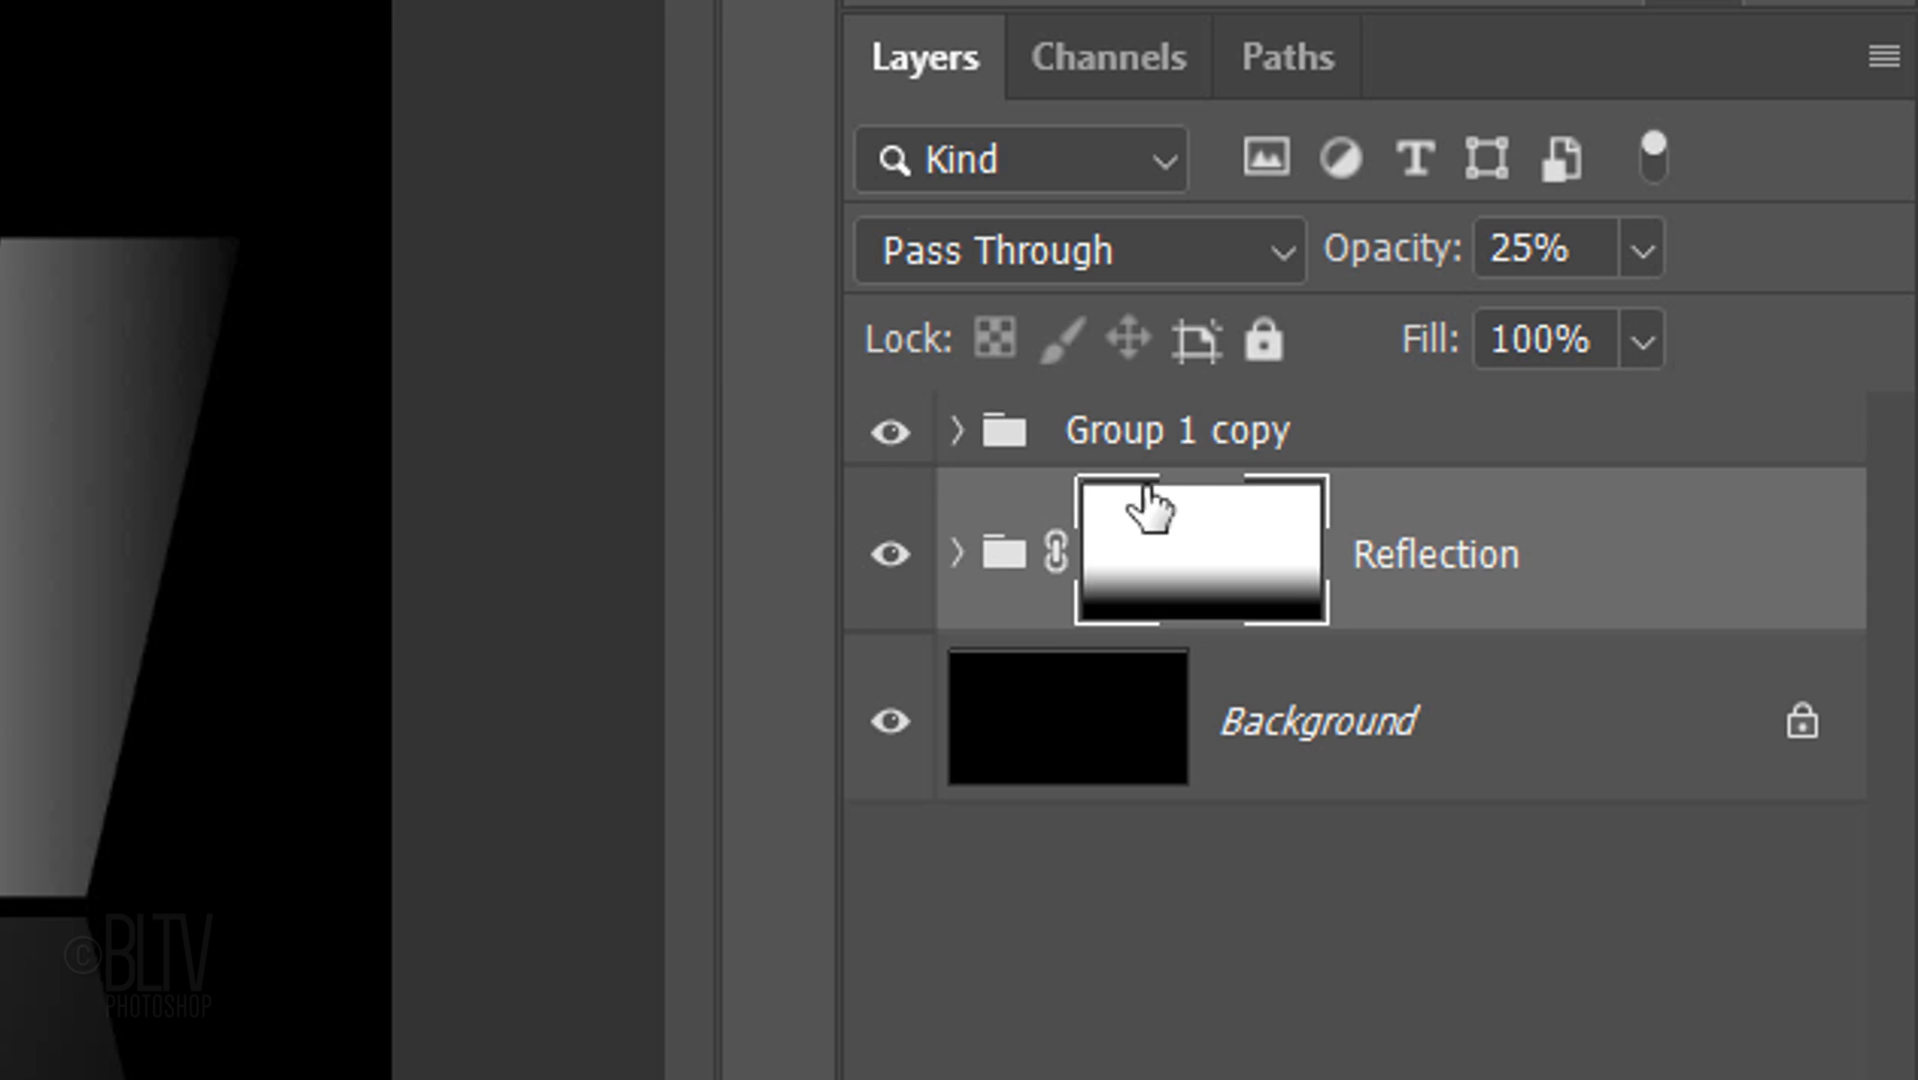 Layers Channels Paths
Kind
Pass Through Opacity: 25%
Lock: Fill: 100%
Group 1 copy
Reflection
Background
© BLTV
PHOTOSHOP